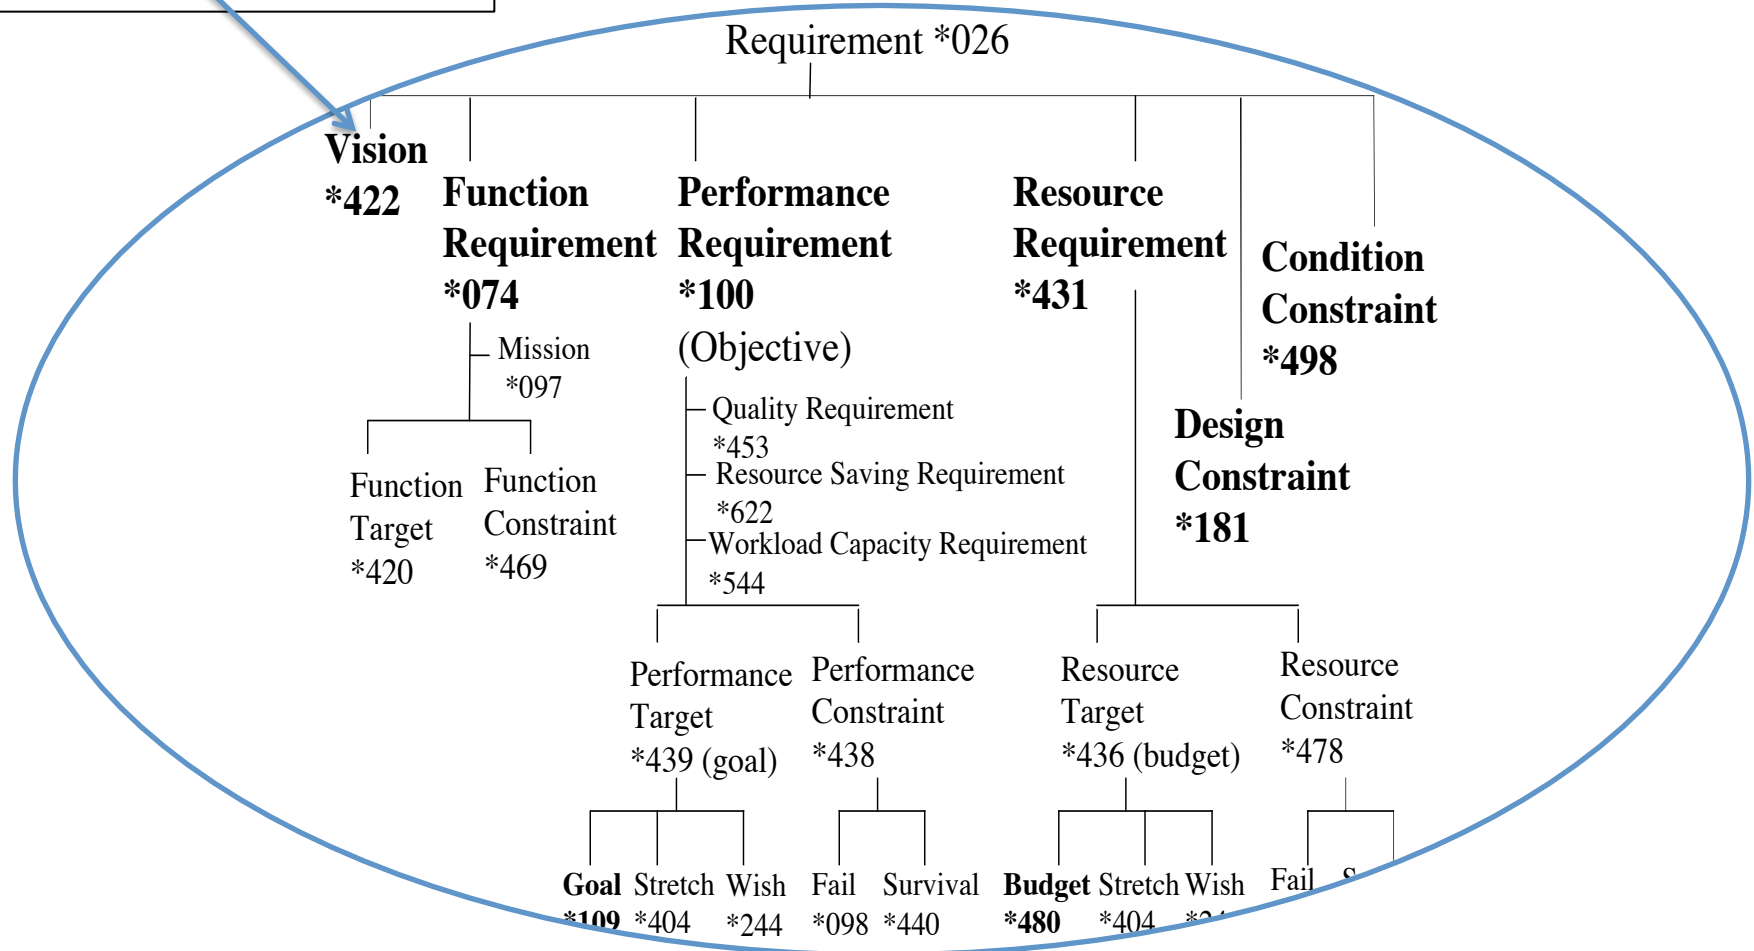 Requirement *026
Vision
*422
Function
Requirement
*074
Mission
*097
Function
Target
*420
Function
Constraint
*469
Performance
Requirement
*100
(Objective)
Quality Requirement
*453
Resource Saving Requirement
*622
Workload Capacity Requirement
*544
Performance
Target
*439 (goal)
Goal
*109
Stretch
*404
Wish
*244
Performance
Constraint
*438
Fail
*098
Survival
*440
Resource
Requirement
*431
Resource
Target
*436 (budget)
Budget
*480
Stretch
*404
Wish
Resource
Constraint
*478
Fail
Design
Constraint
*181
Condition
Constraint
*498